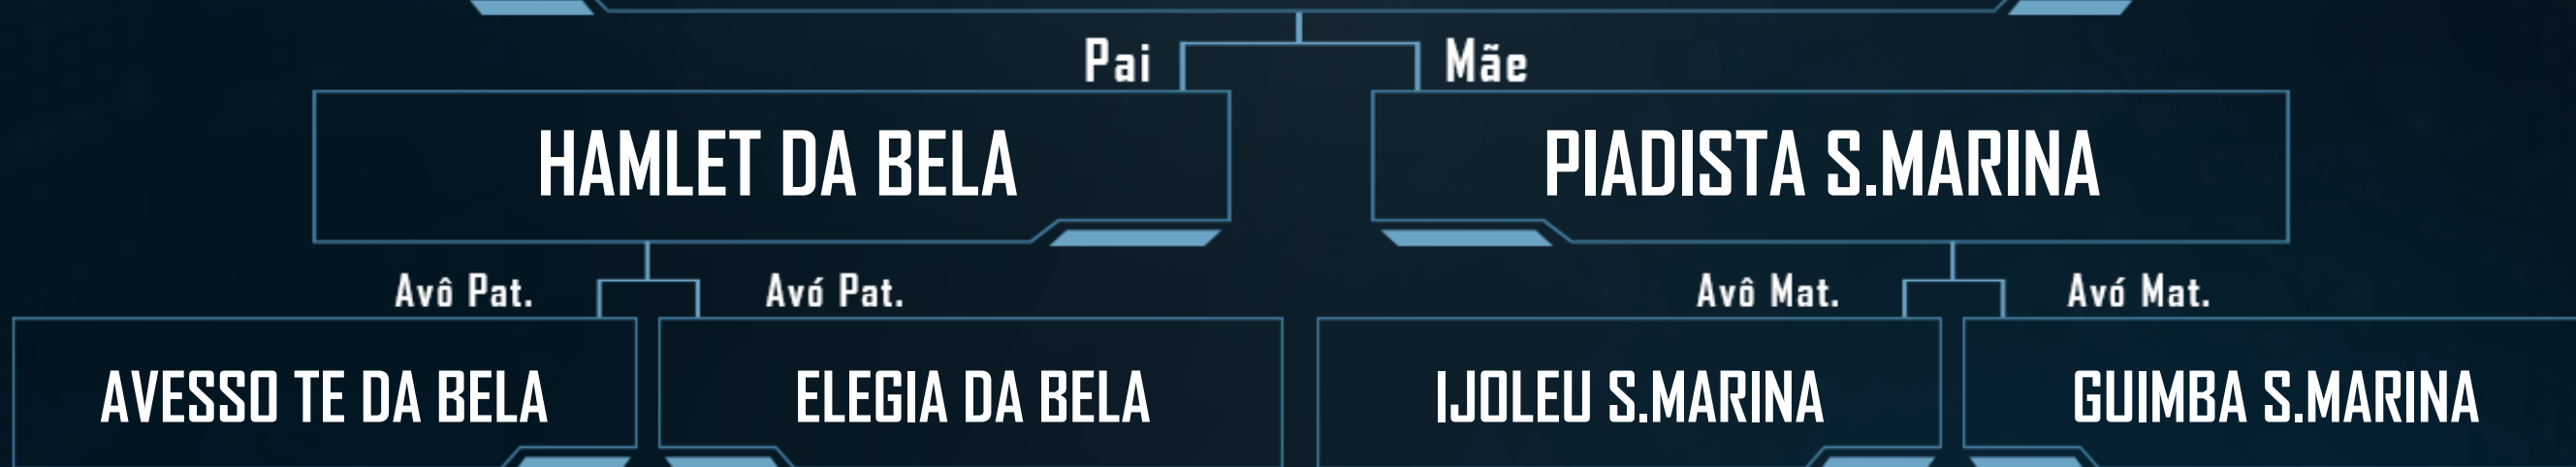 Pai
Mãe
HAMLET DA BELA
PIADISTA S.MARINA
Avô Pat.
Avó Pat.
Avô Mat.
Avó Mat.
AVESSO TE DA BELA
ELEGIA DA BELA
IJOLEU S.MARINA
GUIMBA S.MARINA